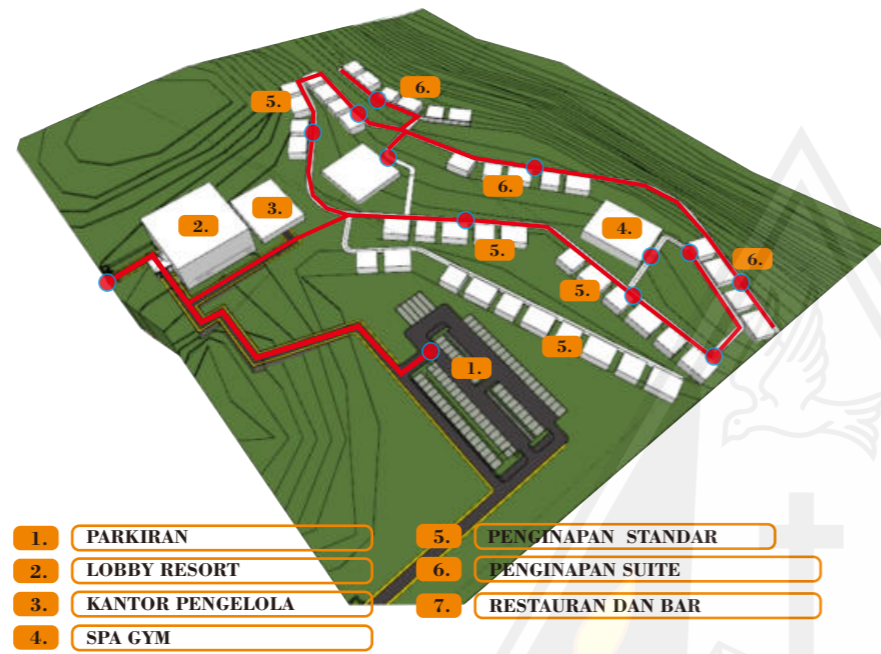 5.
6.
2.
3.
6.
4.
5.
6.
5.
5.
1.
1. PARKIRAN
2. LOBBY RESORT
3. KANTOR PENGELOLA
4. SPA GYM
5. PENGINAPAN STANDAR
6. PENGINAPAN SUITE
7. RESTAURAN DAN BAR